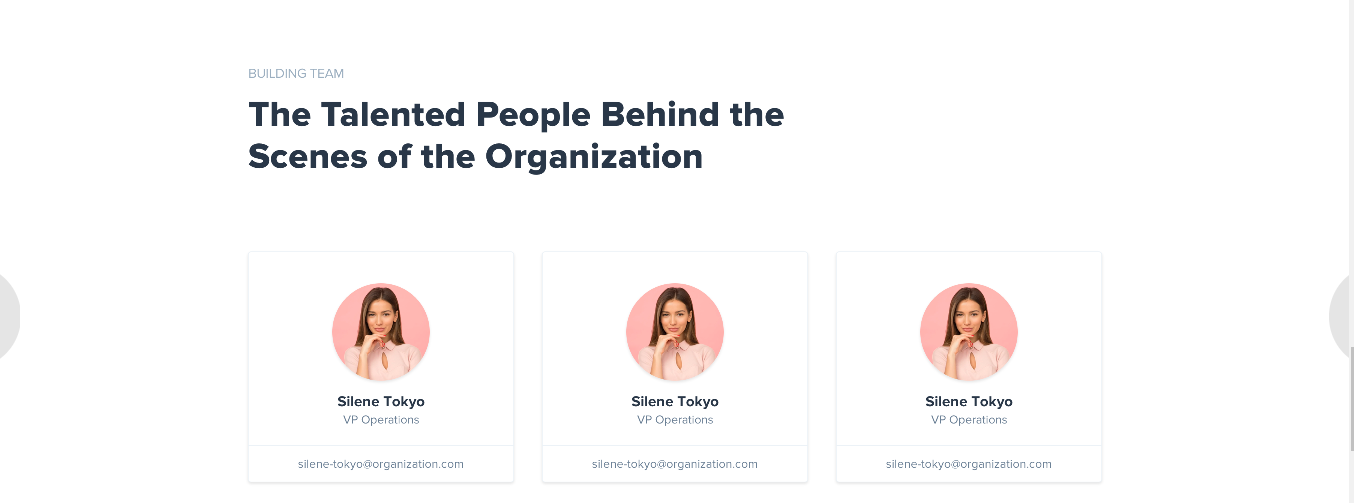 BUILDING TEAM
The Talented People Behind the
Scenes of the Organization
Silene Tokyo
VP Operations
silene-tokyo@organization.com
Silene Tokyo
VP Operations
silene-tokyo@organization.com
Silene Tokyo
VP Operations
silene-tokyo@organization.com